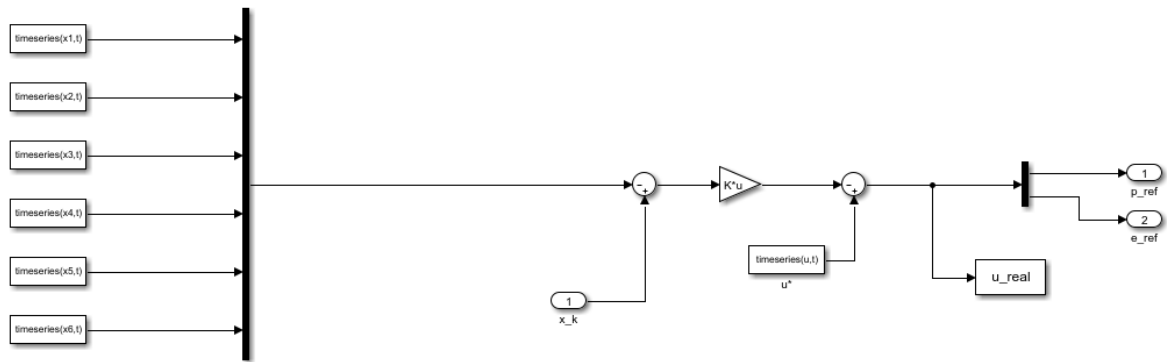 timeseries(x1,t)
timeseries(x2,t)
timeseries(x3,t)
timeseries(x4,t)
timeseries(x5,t)
timeseries(x6,t)
-
+
1
x_k
K*u
-
+
timeseries(u,t)
u*
u_real
1
p_ref
2
e_ref